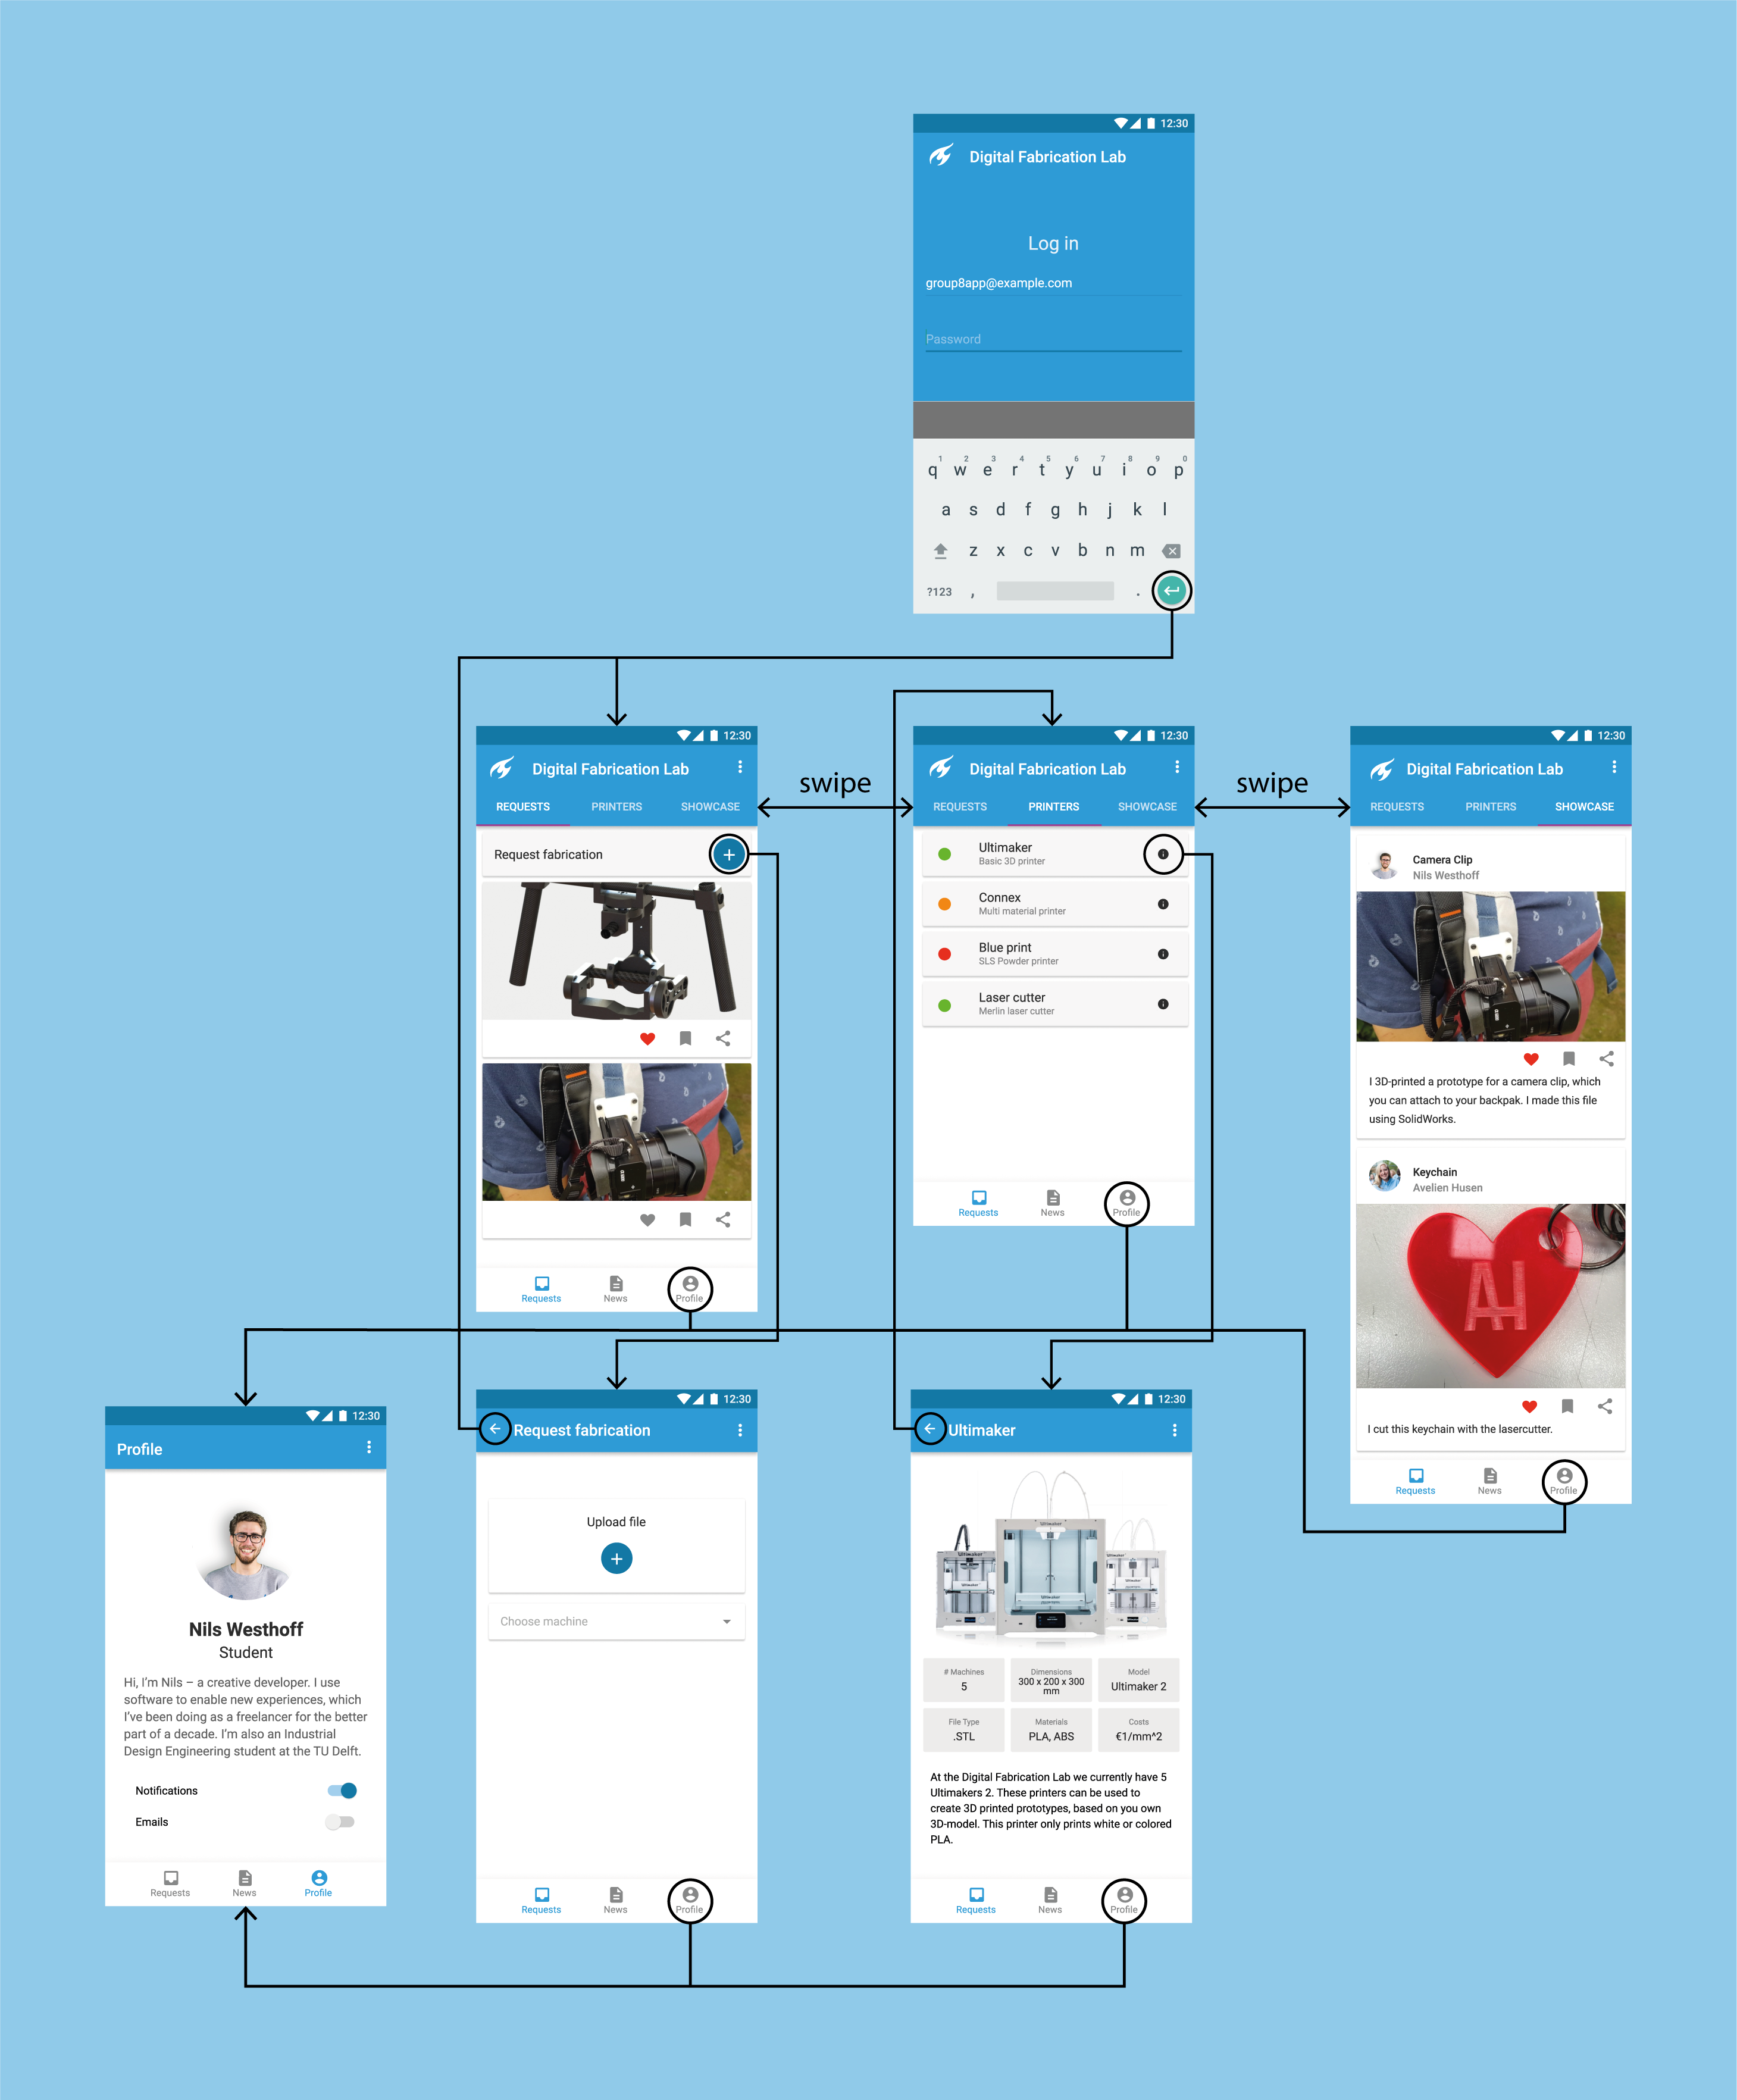 12:30
Digital Fabrication Lab
Log in
group8app@example.com
Password
1 2 3 4 5 6 7 8 9 0
q w e r t y u i o p
a s d f g h j k l
z x c v b n m
?123 , .
12:30
Digital Fabrication Lab
REQUESTS PRINTERS SHOWCASE
Request fabrication
+
Requests News Profile
swipe
12:30
Digital Fabrication Lab
REQUESTS PRINTERS SHOWCASE
Ultimaker
Basic 3D printer
Connex
Multi material printer
Blue print
SLS Powder printer
Laser cutter
Merlin laser cutter
Requests News Profile
swipe
12:30
Digital Fabrication Lab
REQUESTS PRINTERS SHOWCASE
Camera Clip
Nils Westhoff
I 3D-printed a prototype for a camera clip, which
you can attach to your backpak. I made this file
using SolidWorks.
Keychain
Avelien Husen
AH
I cut this keychain with the lasercutter.
Requests News Profile
12:30
Profile
Nils Westhoff
Student
Hi, I'm Nils – a creative developer. I use
software to enable new experiences, which
I've been doing as a freelancer for the better
part of a decade. I'm also an Industrial
Design Engineering student at the TU Delft.
Notifications
Emails
Requests News Profile
12:30
Request fabrication
Upload file
+
Choose machine
Requests News Profile
12:30
Ultimaker
Ultimaker
Ultimaker
Ultimaker
Ultimaker
Ultimaker
# Machines
5
Dimensions
300 x 200 x 300
mm
Model
Ultimaker 2
File Type
.STL
Materials
PLA, ABS
Costs
€1/mm^2
At the Digital Fabrication Lab we currently have 5
Ultimakers 2. These printers can be used to
create 3D printed prototypes, based on you own
3D-model. This printer only prints white or colored
PLA.
Requests News Profile